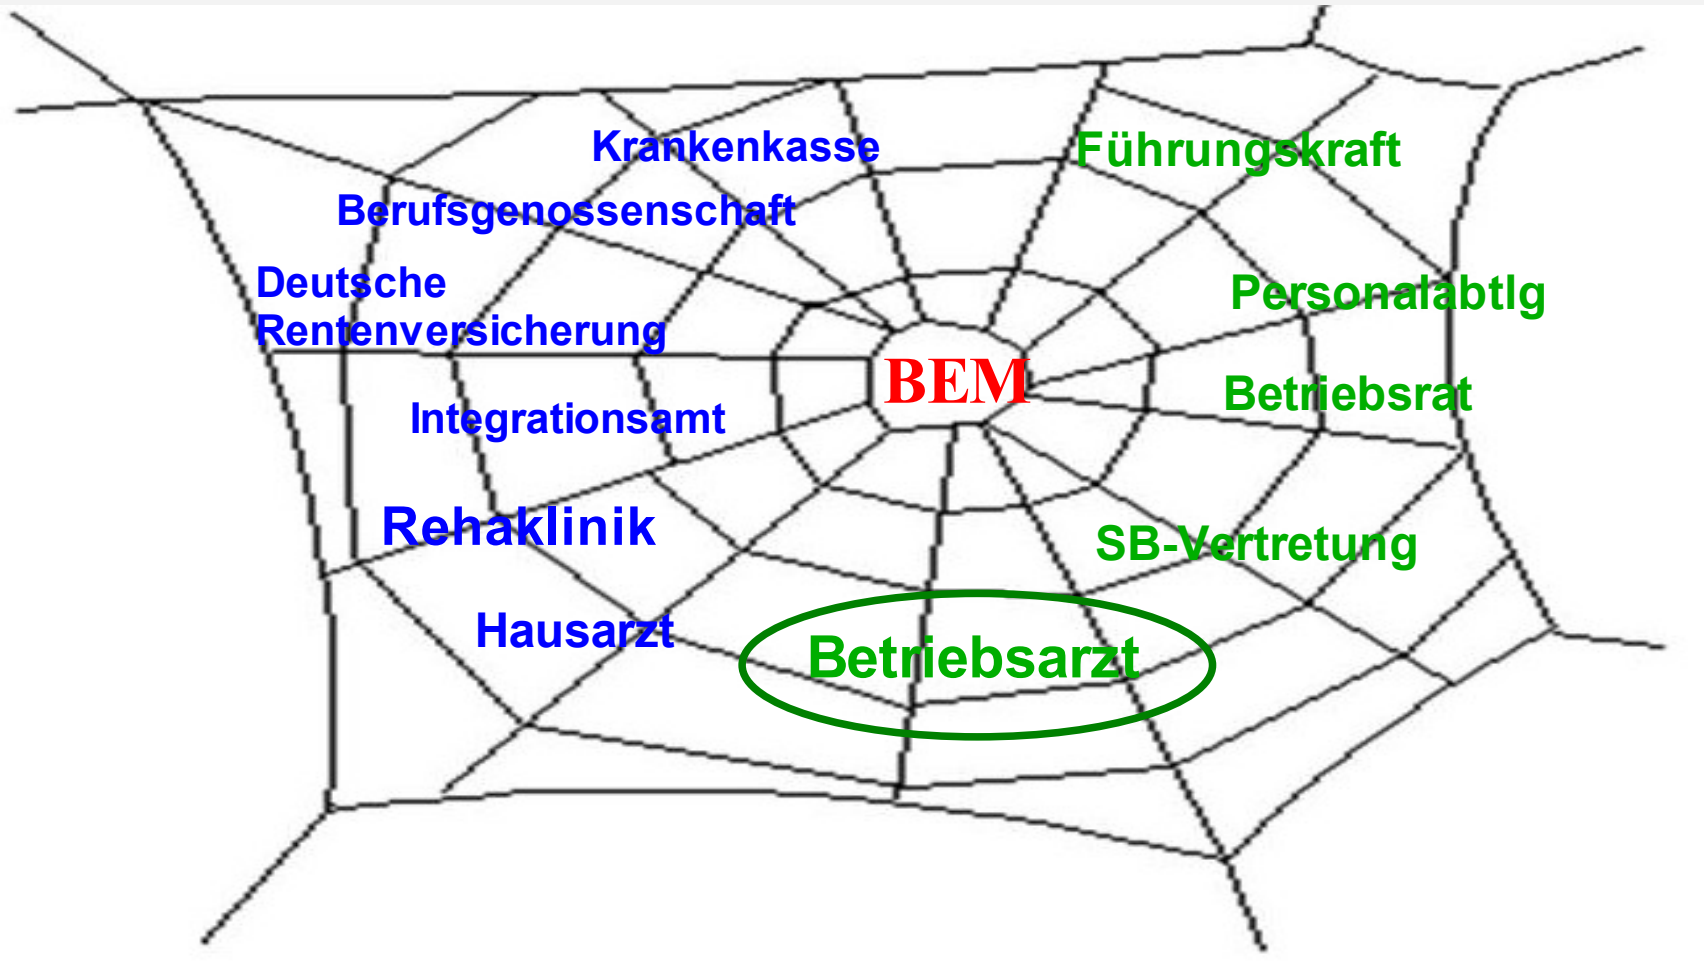 Krankenkasse
Führungskraft
Berufsgenossenschaft
Deutsche
Rentenversicherung
Personalabtlg
BEM
Betriebsrat
Integrationsamt
Rehaklinik
SB-Vertretung
Hausarzt
Betriebsarzt